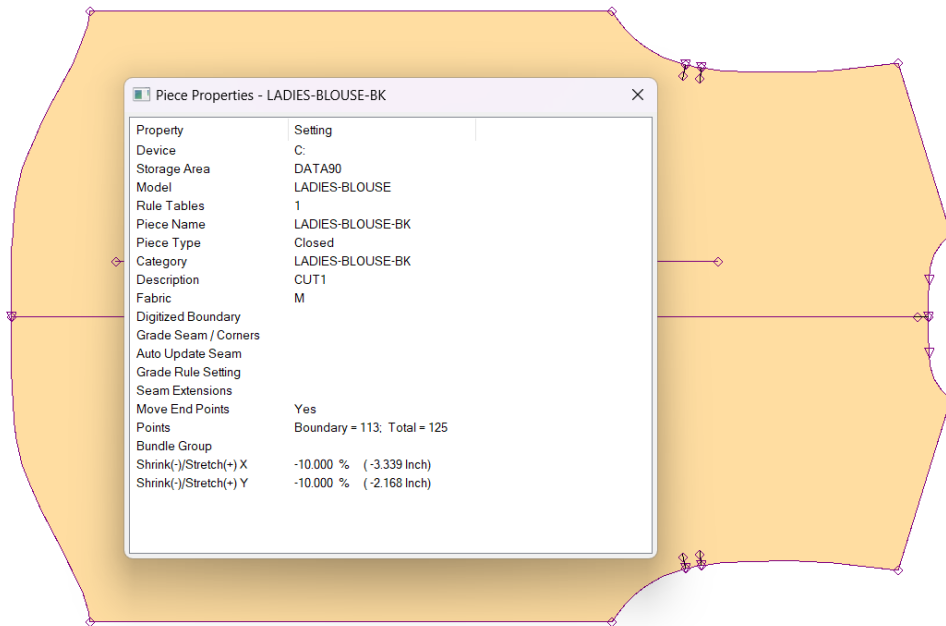 Piece Properties - LADIES-BLOUSE-BK
Property Setting
Device C:
Storage Area DATA90
Model LADIES-BLOUSE
Rule Tables 1
Piece Name LADIES-BLOUSE-BK
Piece Type Closed
Category LADIES-BLOUSE-BK
Description CUT1
Fabric M
Digitized Boundary
Grade Seam / Corners
Auto Update Seam
Grade Rule Setting
Seam Extensions
Move End Points Yes
Points Boundary = 113; Total = 125
Bundle Group
Shrink(-)/Stretch(+) X -10.000 % ( -3.339 Inch)
Shrink(-)/Stretch(+) Y -10.000 % ( -2.168 Inch)